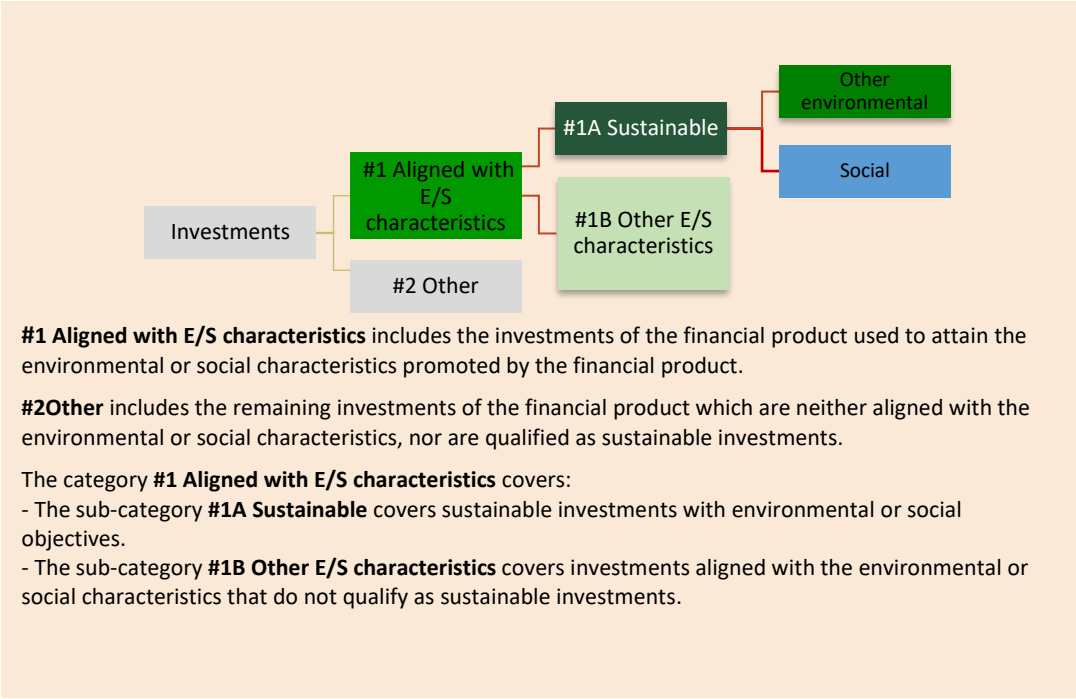 Other
environmental
#1A Sustainable
Social
#1 Aligned with
E/S
characteristics
#1B Other E/S
characteristics
Investments
#2 Other
#1 Aligned with E/S characteristics includes the investments of the financial product used to attain the
environmental or social characteristics promoted by the financial product.
#2Other includes the remaining investments of the financial product which are neither aligned with the
environmental or social characteristics, nor are qualified as sustainable investments.
The category #1 Aligned with E/S characteristics covers:
- The sub-category #1A Sustainable covers sustainable investments with environmental or social
objectives.
- The sub-category #1B Other E/S characteristics covers investments aligned with the environmental or
social characteristics that do not qualify as sustainable investments.